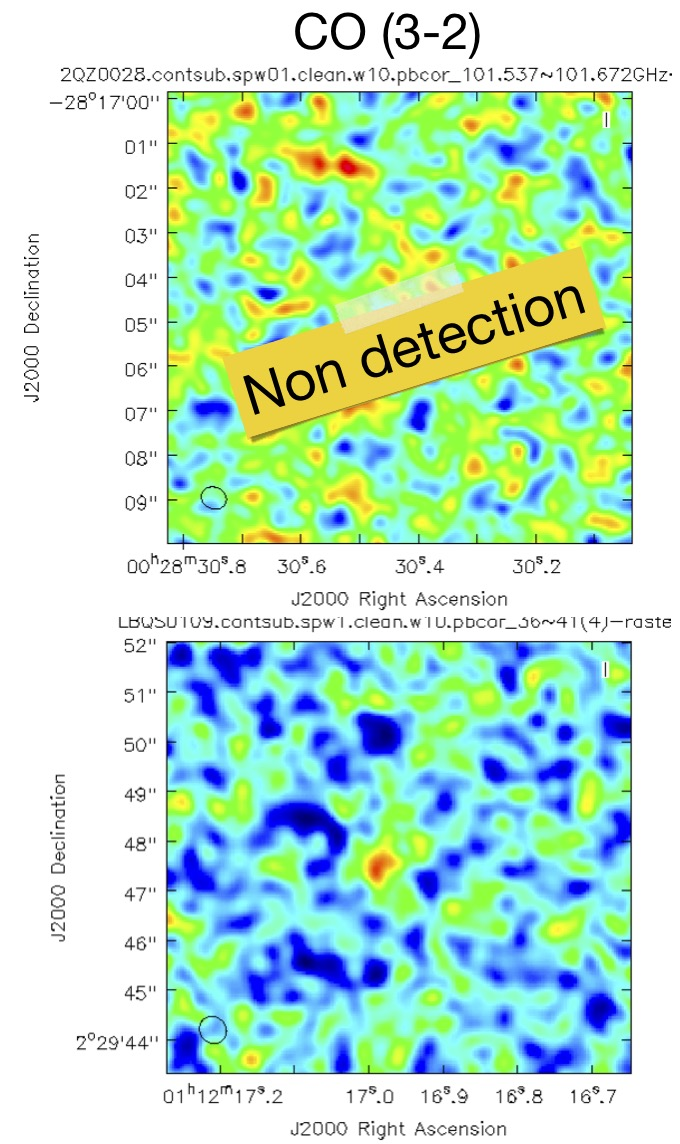 CO (3-2)
2QZ0028.contsub.spw01.clean.w10.pbcor_101.537~101.672GHz-
−28°17'00"
01"
02"
03"
04"
05"
06"
07"
08"
09"
J2000 Declination
I
Non detection
00ʰ28ᵐ30ˢ.8 30ˢ.6 30ˢ.4 30ˢ.2
J2000 Right Ascension
LBQS0109.contsub.spw1.clean.w10.pbcor_36~41(4)−raste
52"
51"
50"
49"
48"
47"
46"
45"
2°29'44"
J2000 Declination
I
01ʰ12ᵐ17ˢ.2 17ˢ.0 16ˢ.9 16ˢ.8 16ˢ.7
J2000 Right Ascension